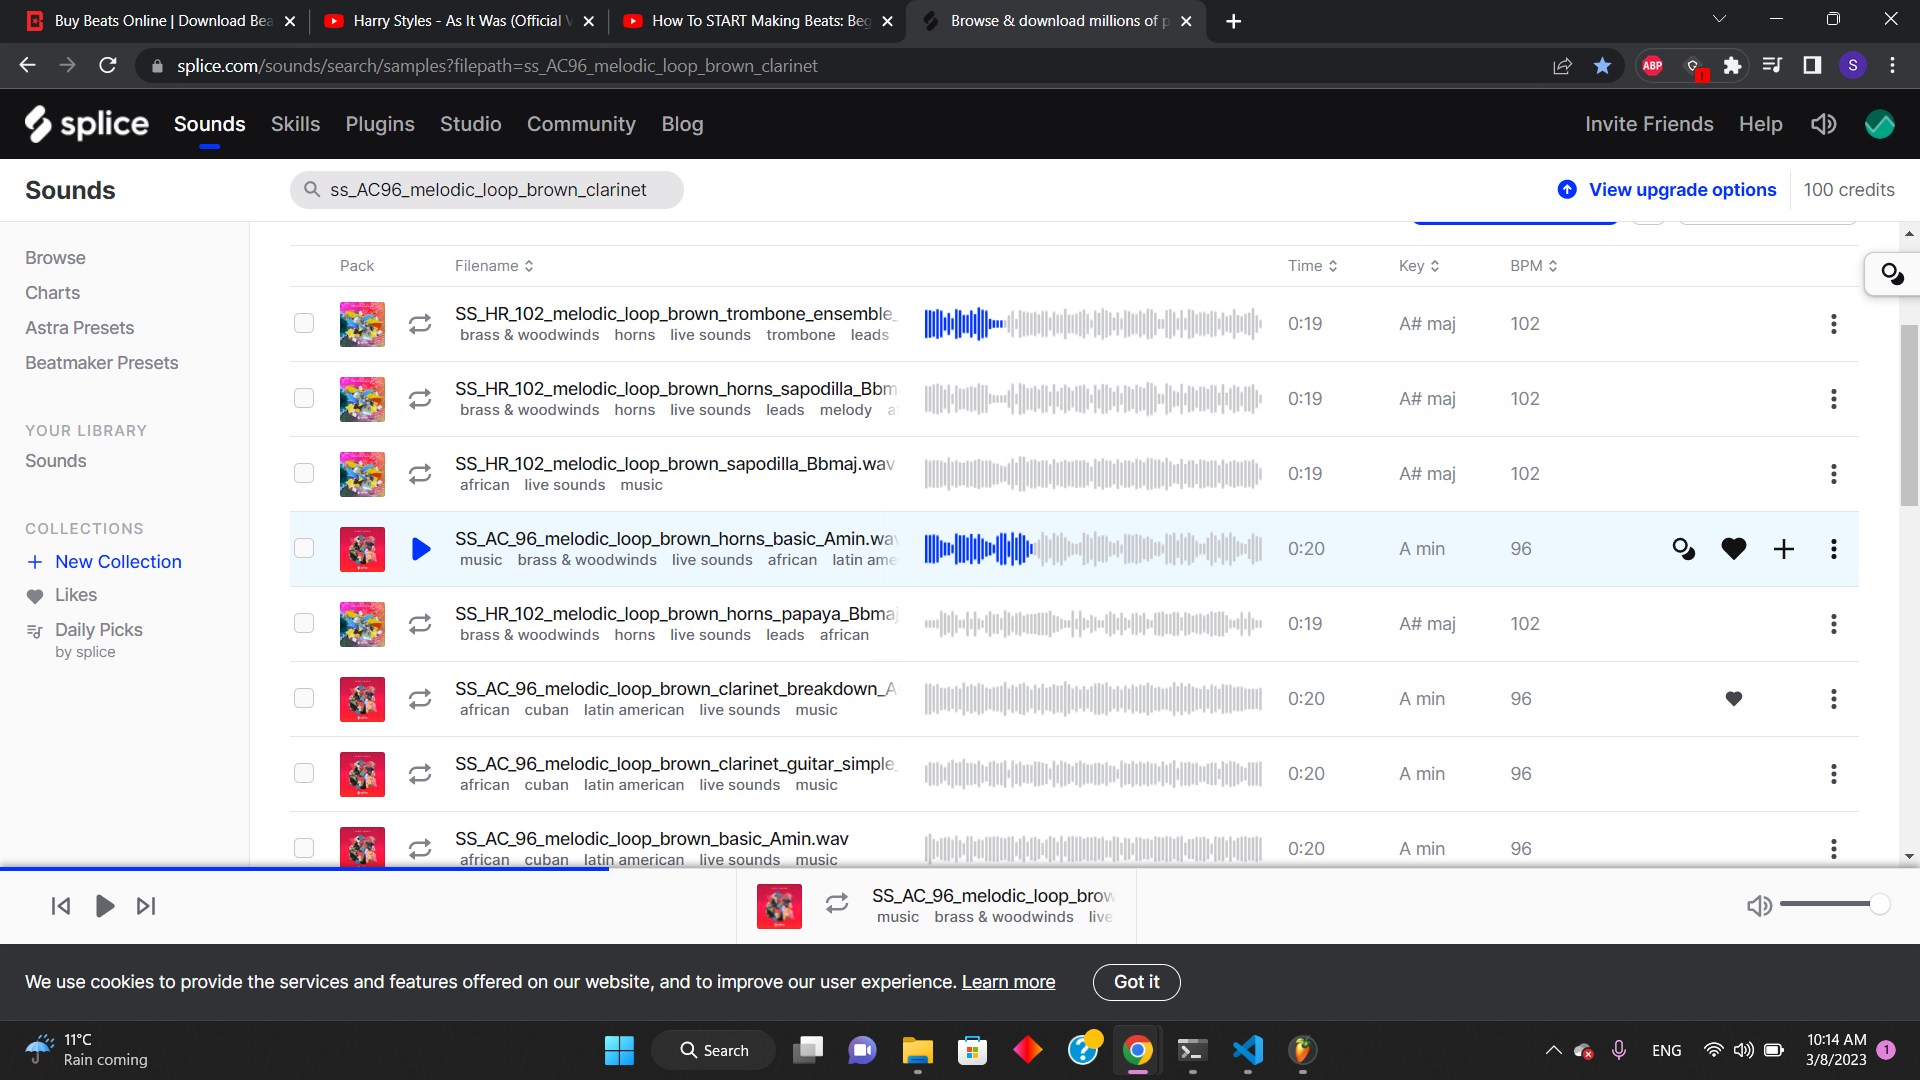 Buy Beats Online | Download Bea
Harry Styles - As It Was (Official V
How To START Making Beats: Beg
Browse & download millions of p
splice.com/sounds/search/samples?filepath=ss_AC96_melodic_loop_brown_clarinet
ABP
S
splice
Sounds
Skills
Plugins
Studio
Community
Blog
Invite Friends
Help
Sounds
ss_AC96_melodic_loop_brown_clarinet
View upgrade options
100 credits
Browse
Charts
Astra Presets
Beatmaker Presets
YOUR LIBRARY
Sounds
COLLECTIONS
New Collection
Likes
Daily Picks
by splice
Pack Filename Time Key BPM
SS_HR_102_melodic_loop_brown_trombone_ensemble_
brass & woodwinds horns live sounds trombone leads
0:19 A# maj 102
SS_HR_102_melodic_loop_brown_horns_sapodilla_Bbm
brass & woodwinds horns live sounds leads melody a
0:19 A# maj 102
SS_HR_102_melodic_loop_brown_sapodilla_Bbmaj.wav
african live sounds music
0:19 A# maj 102
SS_AC_96_melodic_loop_brown_horns_basic_Amin.wav
music brass & woodwinds live sounds african latin ame
0:20 A min 96
SS_HR_102_melodic_loop_brown_horns_papaya_Bbmaj
brass & woodwinds horns live sounds leads african
0:19 A# maj 102
SS_AC_96_melodic_loop_brown_clarinet_breakdown_A
african cuban latin american live sounds music
0:20 A min 96
SS_AC_96_melodic_loop_brown_clarinet_guitar_simple_
african cuban latin american live sounds music
0:20 A min 96
SS_AC_96_melodic_loop_brown_basic_Amin.wav
african cuban latin american live sounds music
0:20 A min 96
SS_AC_96_melodic_loop_brow
music brass & woodwinds live
We use cookies to provide the services and features offered on our website, and to improve our user experience. Learn more
Got it
11°C
Rain coming
Search
ENG
10:14 AM
3/8/2023
1